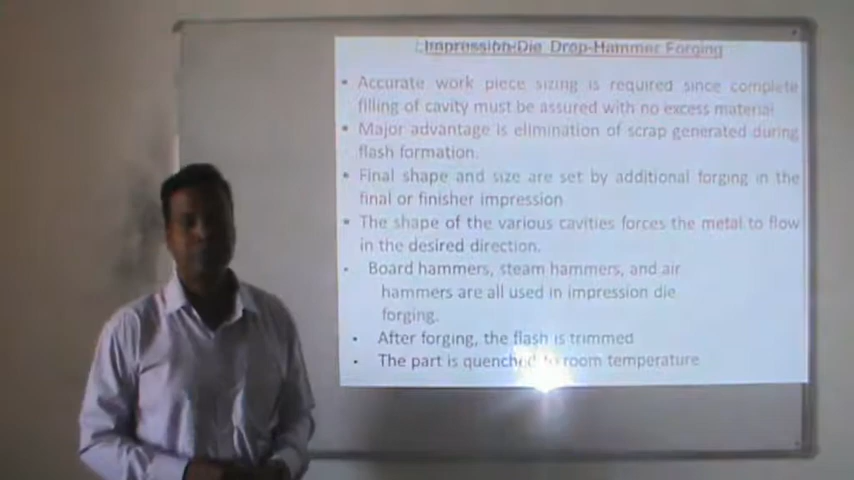 Impression-Die Drop-Hammer Forging
• Accurate work piece sizing is required since complete
filling of cavity must be assured with no excess material
• Major advantage is elimination of scrap generated during
flash formation.
• Final shape and size are set by additional forging in the
final or finisher impression
• The shape of the various cavities forces the metal to flow
in the desired direction.
• Board hammers, steam hammers, and air
hammers are all used in impression die
forging.
• After forging, the flash is trimmed
• The part is quenched to room temperature